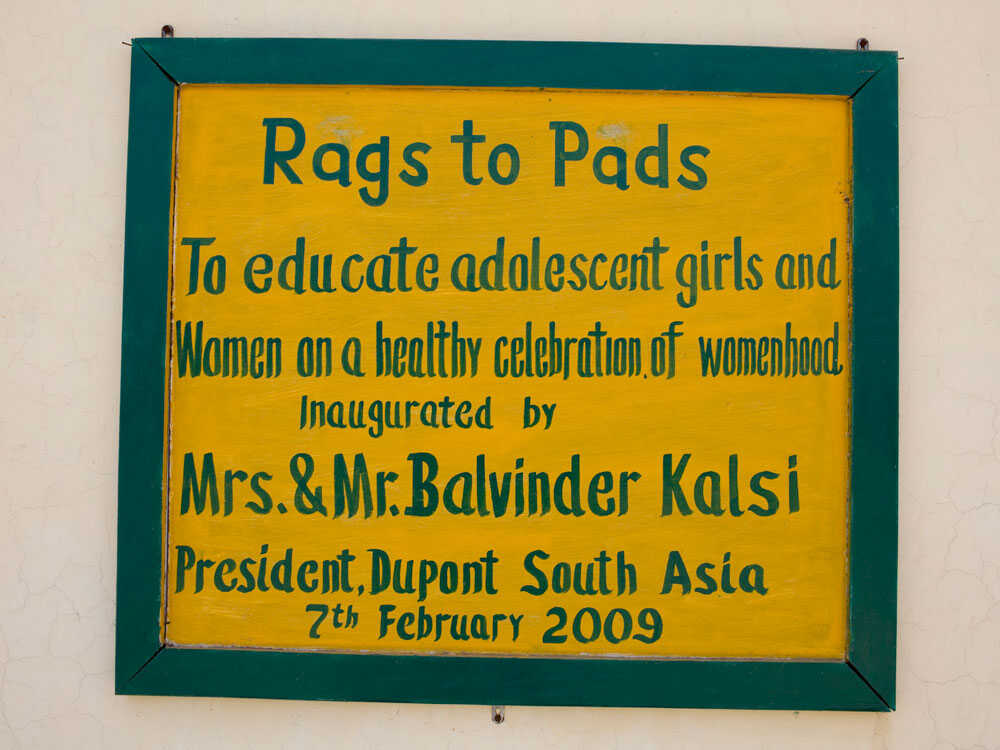 Rags to Pads
To educate adolescent girls and
Women on a healthy celebration.of womenhood
Inaugurated by
Mrs.&Mr.Balvinder Kalsi
President,Dupont South Asia
7th February 2009